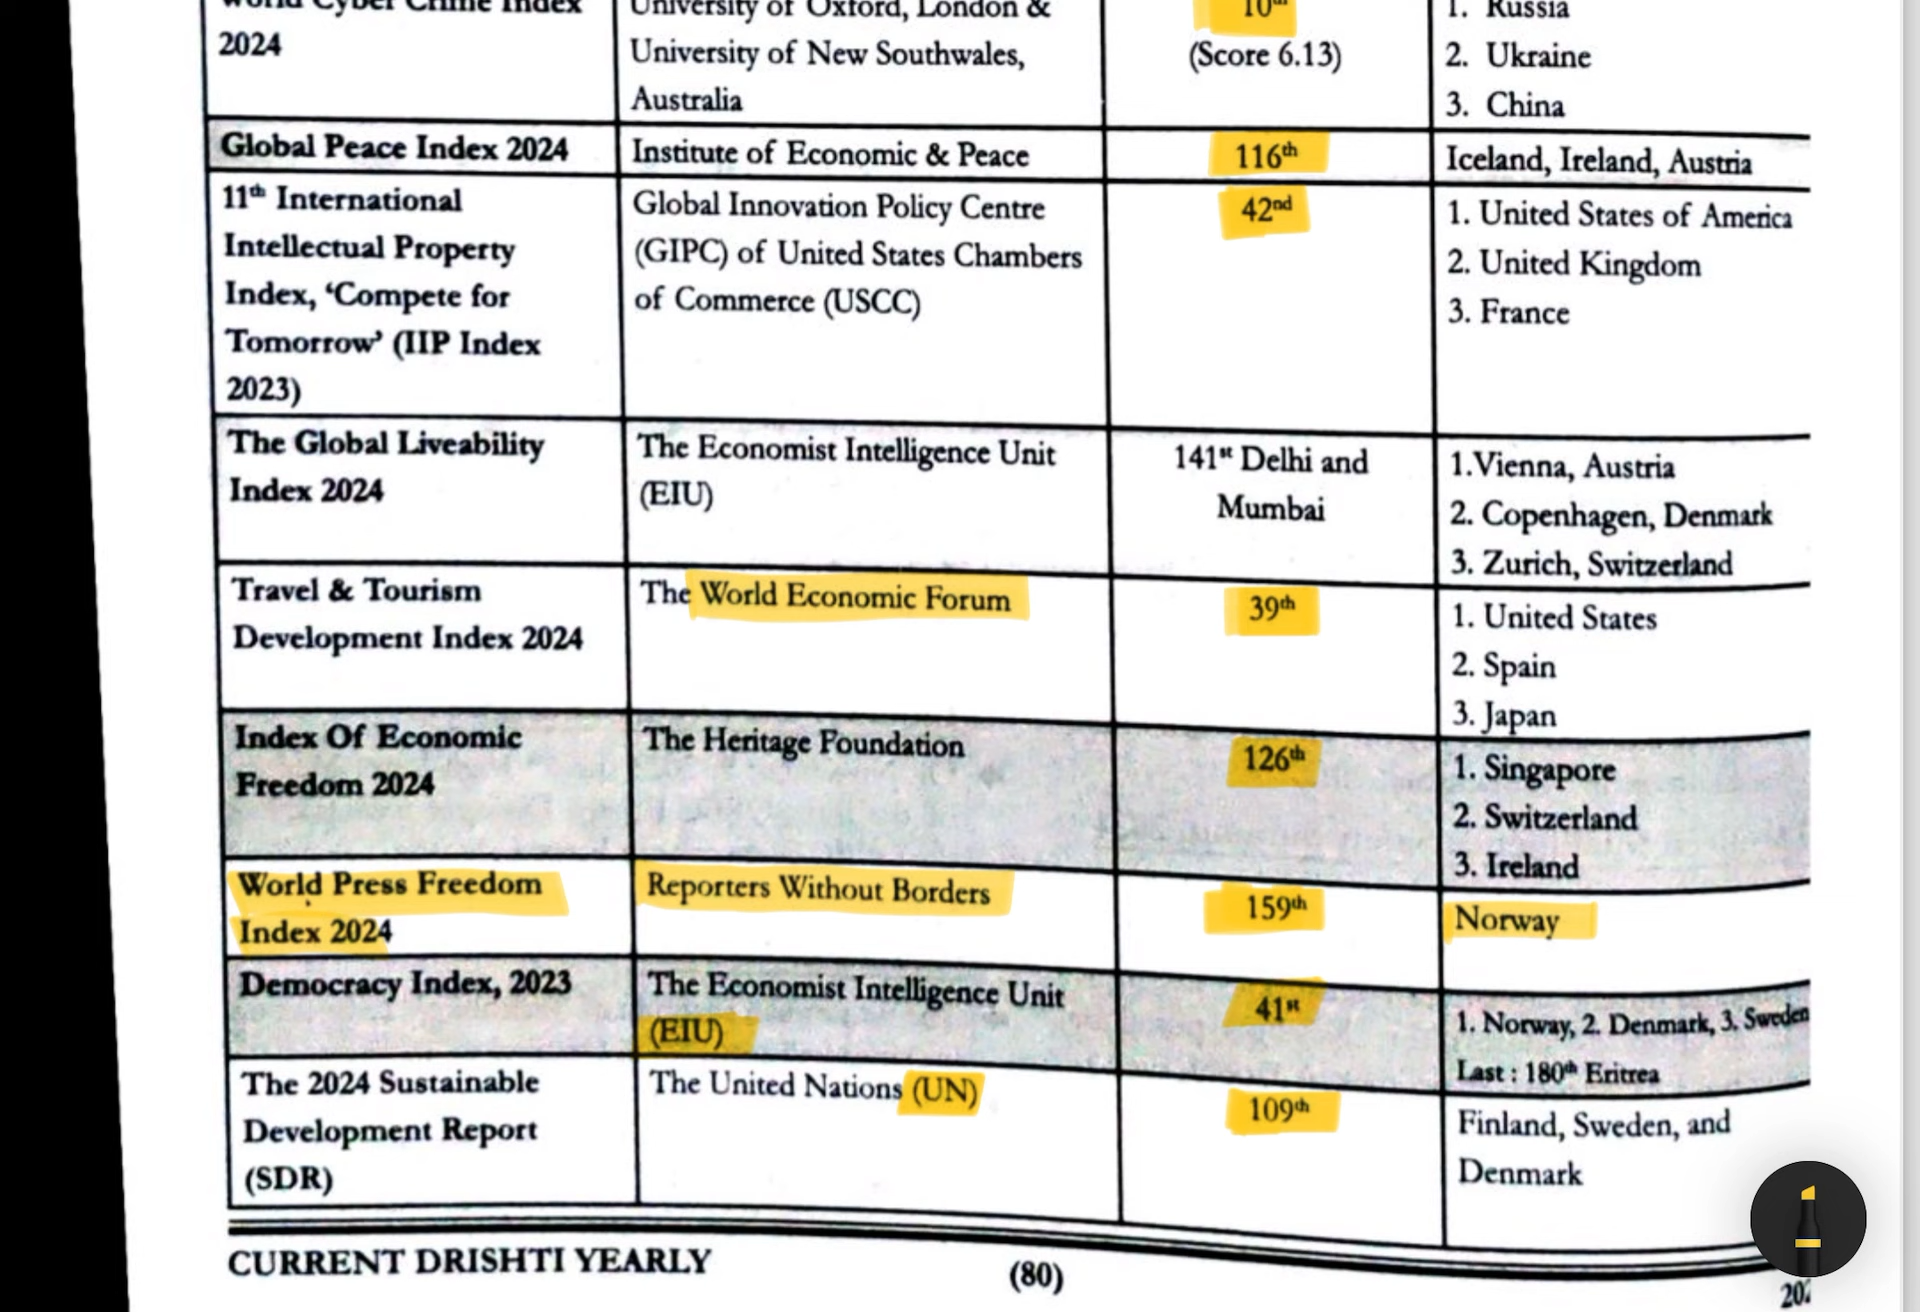 World Cyber Crime Index
2024
University of Oxford, London &
University of New Southwales,
Australia
10th
(Score 6.13)
1. Russia
2. Ukraine
3. China
Global Peace Index 2024
Institute of Economic & Peace
116th
Iceland, Ireland, Austria
11th International
Intellectual Property
Index, ‘Compete for
Tomorrow’ (IIP Index
2023)
Global Innovation Policy Centre
(GIPC) of United States Chambers
of Commerce (USCC)
42nd
1. United States of America
2. United Kingdom
3. France
The Global Liveability
Index 2024
The Economist Intelligence Unit
(EIU)
141st Delhi and
Mumbai
1.Vienna, Austria
2. Copenhagen, Denmark
3. Zurich, Switzerland
Travel & Tourism
Development Index 2024
The World Economic Forum
39th
1. United States
2. Spain
3. Japan
Index Of Economic
Freedom 2024
The Heritage Foundation
126th
1. Singapore
2. Switzerland
3. Ireland
World Press Freedom
Index 2024
Reporters Without Borders
159th
Norway
Democracy Index, 2023
The Economist Intelligence Unit
(EIU)
41st
1. Norway, 2. Denmark, 3. Sweden
Last : 180th Eritrea
The 2024 Sustainable
Development Report
(SDR)
The United Nations (UN)
109th
Finland, Sweden, and
Denmark
CURRENT DRISHTI YEARLY
(80)